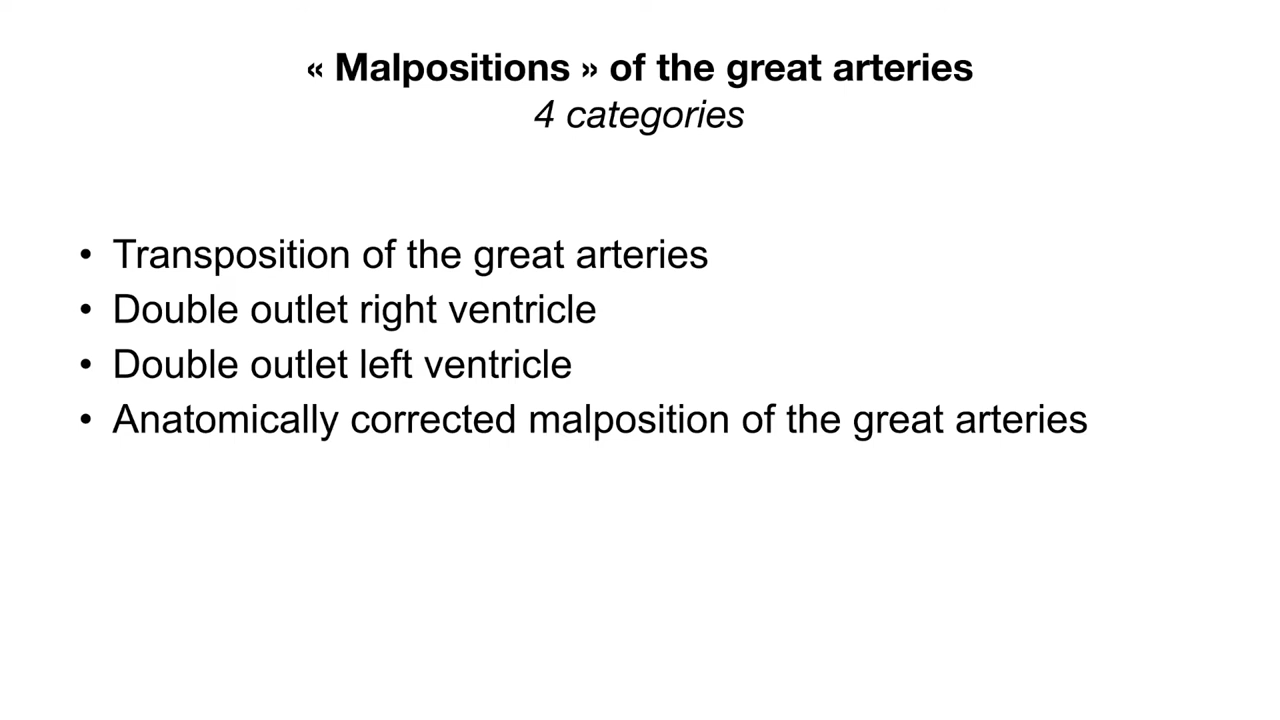 « Malpositions » of the great arteries
4 categories
• Transposition of the great arteries
• Double outlet right ventricle
• Double outlet left ventricle
• Anatomically corrected malposition of the great arteries